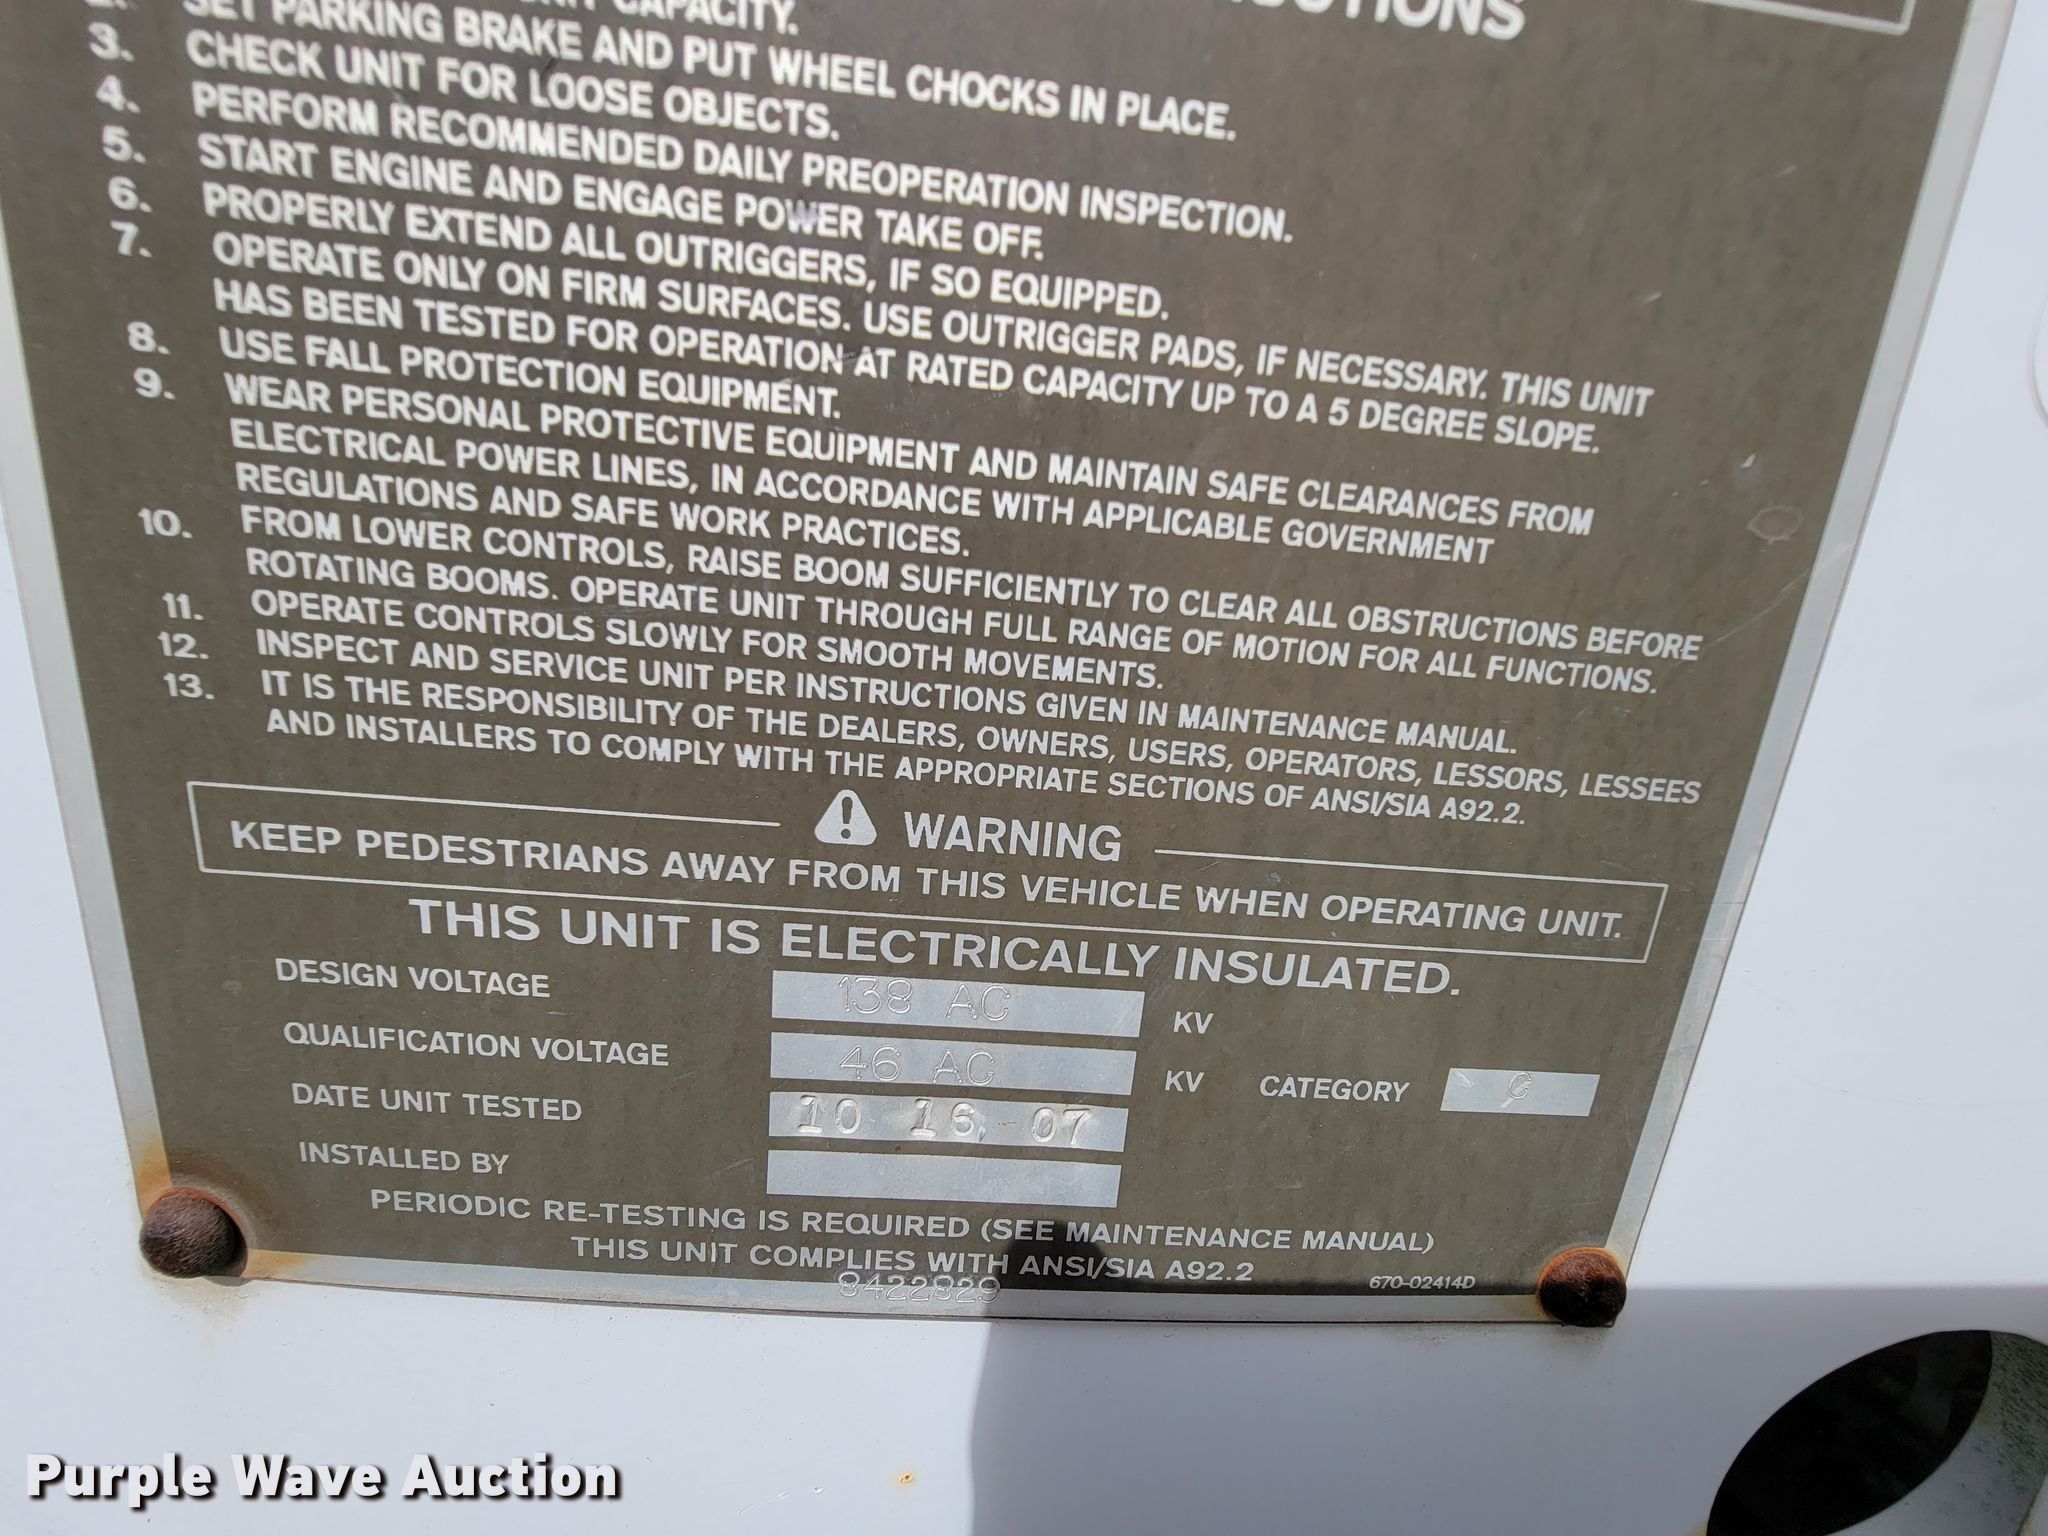 CAPACITY.
2. SET PARKING BRAKE AND PUT WHEEL CHOCKS IN PLACE.
3. CHECK UNIT FOR LOOSE OBJECTS.
4. PERFORM RECOMMENDED DAILY PREOPERATION INSPECTION.
5. START ENGINE AND ENGAGE POWER TAKE OFF.
6. PROPERLY EXTEND ALL OUTRIGGERS, IF SO EQUIPPED.
7. OPERATE ONLY ON FIRM SURFACES. USE OUTRIGGER PADS, IF NECESSARY. THIS UNIT
HAS BEEN TESTED FOR OPERATION AT RATED CAPACITY UP TO A 5 DEGREE SLOPE.
8. USE FALL PROTECTION EQUIPMENT.
9. WEAR PERSONAL PROTECTIVE EQUIPMENT AND MAINTAIN SAFE CLEARANCES FROM
ELECTRICAL POWER LINES, IN ACCORDANCE WITH APPLICABLE GOVERNMENT
REGULATIONS AND SAFE WORK PRACTICES.
10. FROM LOWER CONTROLS, RAISE BOOM SUFFICIENTLY TO CLEAR ALL OBSTRUCTIONS BEFORE
ROTATING BOOMS. OPERATE UNIT THROUGH FULL RANGE OF MOTION FOR ALL FUNCTIONS.
11. OPERATE CONTROLS SLOWLY FOR SMOOTH MOVEMENTS.
12. INSPECT AND SERVICE UNIT PER INSTRUCTIONS GIVEN IN MAINTENANCE MANUAL.
13. IT IS THE RESPONSIBILITY OF THE DEALERS, OWNERS, USERS, OPERATORS, LESSORS, LESSEES
AND INSTALLERS TO COMPLY WITH THE APPROPRIATE SECTIONS OF ANSI/SIA A92.2.
WARNING
KEEP PEDESTRIANS AWAY FROM THIS VEHICLE WHEN OPERATING UNIT.
THIS UNIT IS ELECTRICALLY INSULATED.
DESIGN VOLTAGE 138 AC KV
QUALIFICATION VOLTAGE 46 AC KV CATEGORY
DATE UNIT TESTED 10 16 07
INSTALLED BY
PERIODIC RE-TESTING IS REQUIRED (SEE MAINTENANCE MANUAL)
THIS UNIT COMPLIES WITH ANSI/SIA A92.2
8422829 670-02414D
Purple Wave Auction